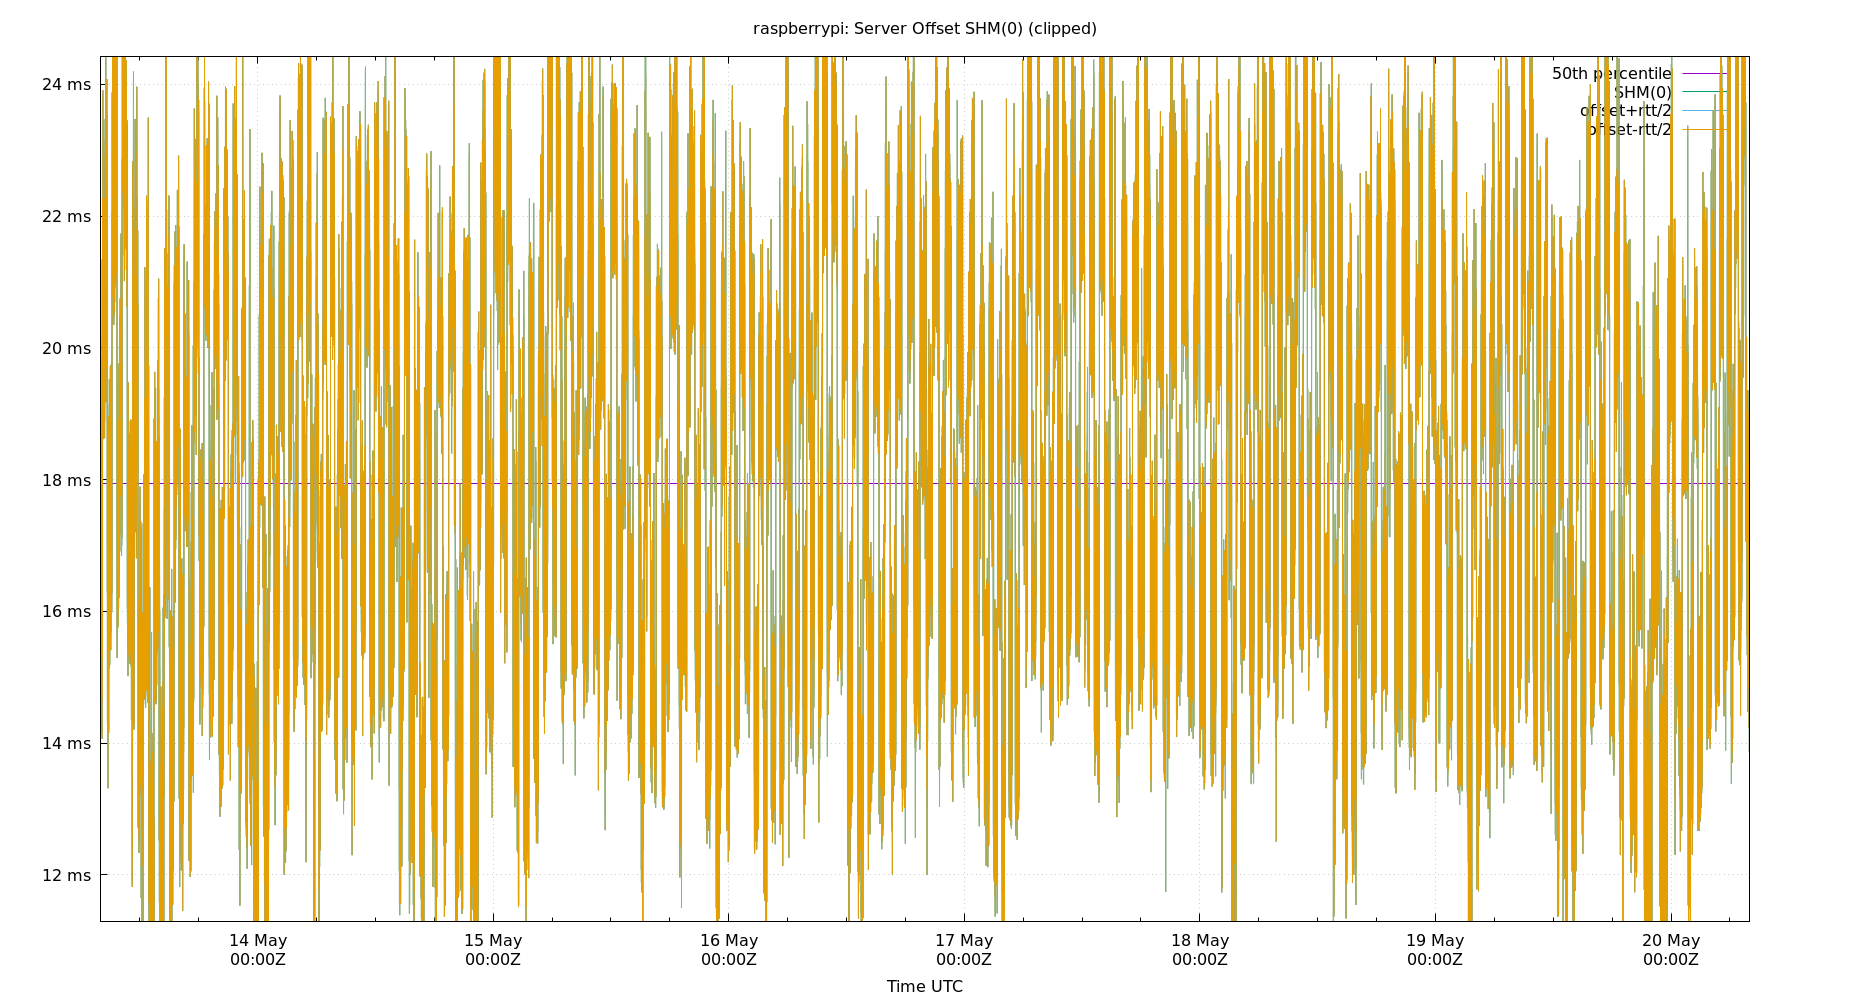 raspberrypi: Server Offset SHM(0) (clipped)
24 ms
22 ms
20 ms
18 ms
16 ms
14 ms
12 ms
50th percentile
SHM(0)
offset+rtt/2
offset-rtt/2
14 May
00:00Z
15 May
00:00Z
16 May
00:00Z
17 May
00:00Z
18 May
00:00Z
19 May
00:00Z
20 May
00:00Z
Time UTC